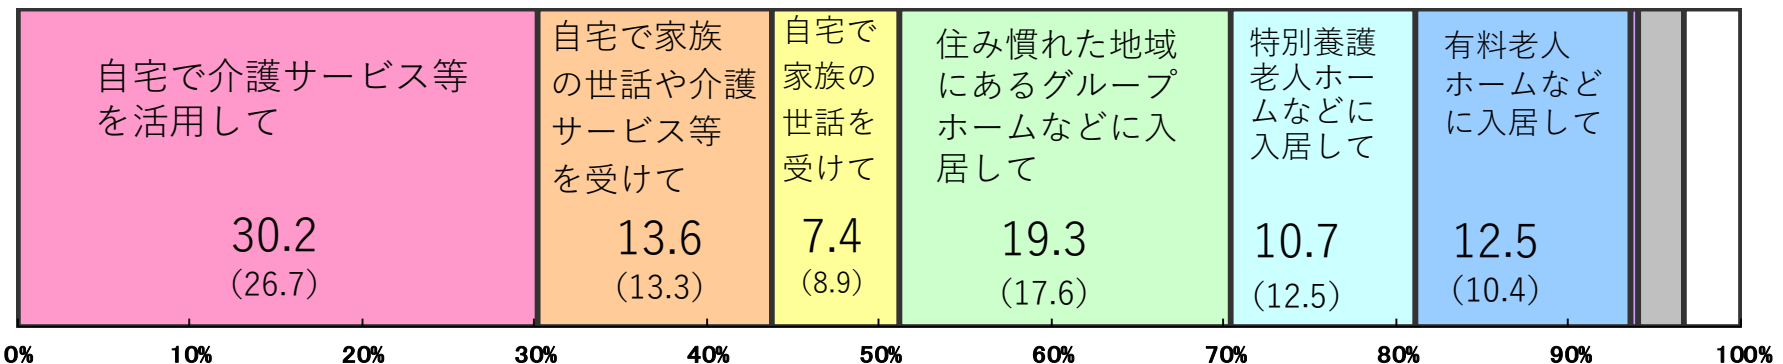 自宅で介護サービス等
を活用して
30.2
(26.7)
自宅で家族
の世話や介護
サービス等
を受けて
13.6
(13.3)
自宅で
家族の
世話を
受けて
7.4
(8.9)
住み慣れた地域
にあるグループ
ホームなどに入
居して
19.3
(17.6)
特別養護
老人ホー
ムなどに
入居して
10.7
(12.5)
有料老人
ホームなど
に入居して
12.5
(10.4)
0% 10% 20% 30% 40% 50% 60% 70% 80% 90% 100%